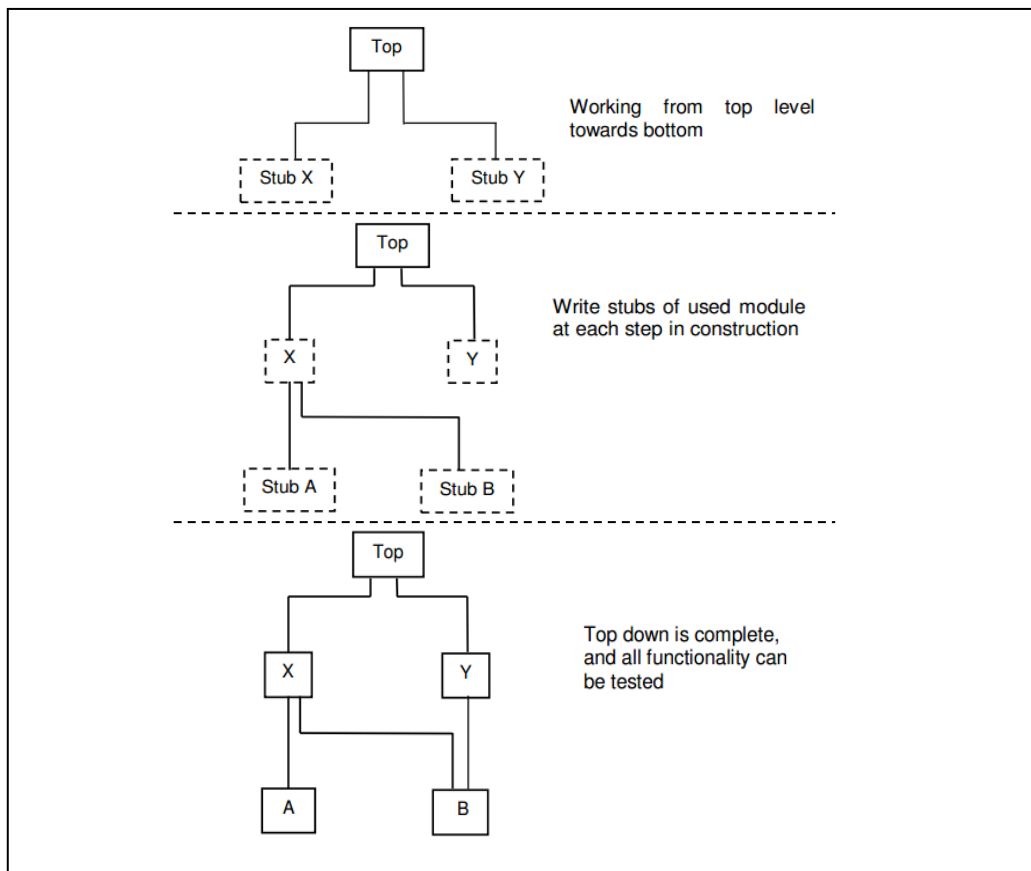 Top
Working from top level
towards bottom
Stub X
Stub Y
Top
Write stubs of used module
at each step in construction
X
Y
Stub A
Stub B
Top
Top down is complete,
and all functionality can
be tested
X
Y
A
B